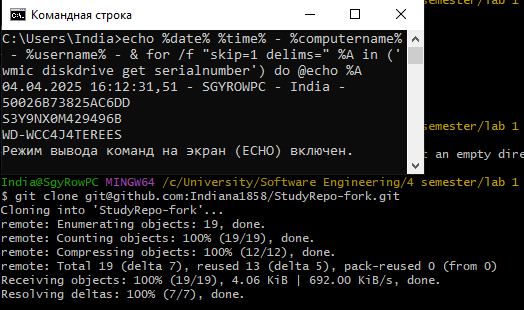 Командная строка
C:\Users\India>echo %date% %time% - %computername%
- %username% - & for /f "skip=1 delims=" %A in ('
wmic diskdrive get serialnumber') do @echo %A
04.04.2025 16:12:31,51 - SGYROWPC - India -
50026B73825AC6DD
S3Y9NX0M429496B
WD-WCC4J4TEREES
Режим вывода команд на экран (ECHO) включен.
semester/lab 1
semester/lab 1
t an empty dire
India@SgyRowPC MINGW64 /c/University/Software Engineering/4 semester/lab 1
$ git clone git@github.com:Indiana1858/StudyRepo-fork.git
Cloning into 'StudyRepo-fork'...
remote: Enumerating objects: 19, done.
remote: Counting objects: 100% (19/19), done.
remote: Compressing objects: 100% (12/12), done.
remote: Total 19 (delta 7), reused 13 (delta 5), pack-reused 0 (from 0)
Receiving objects: 100% (19/19), 4.06 KiB | 692.00 KiB/s, done.
Resolving deltas: 100% (7/7), done.